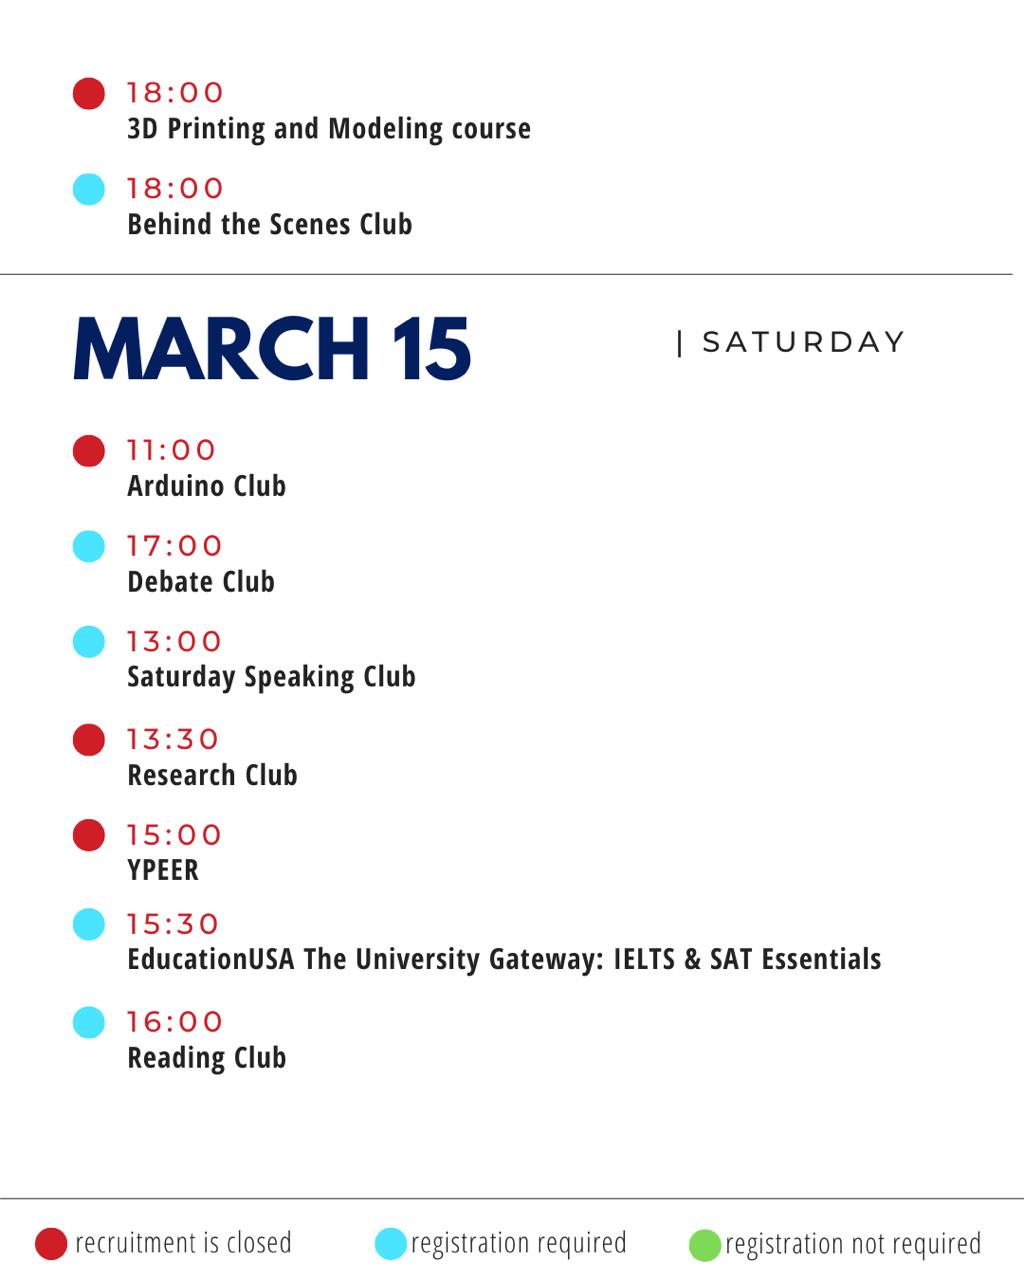 18:00
3D Printing and Modeling course
18:00
Behind the Scenes Club
MARCH 15
| SATURDAY
11:00
Arduino Club
17:00
Debate Club
13:00
Saturday Speaking Club
13:30
Research Club
15:00
YPEER
15:30
EducationUSA The University Gateway: IELTS & SAT Essentials
16:00
Reading Club
recruitment is closed
registration required
registration not required